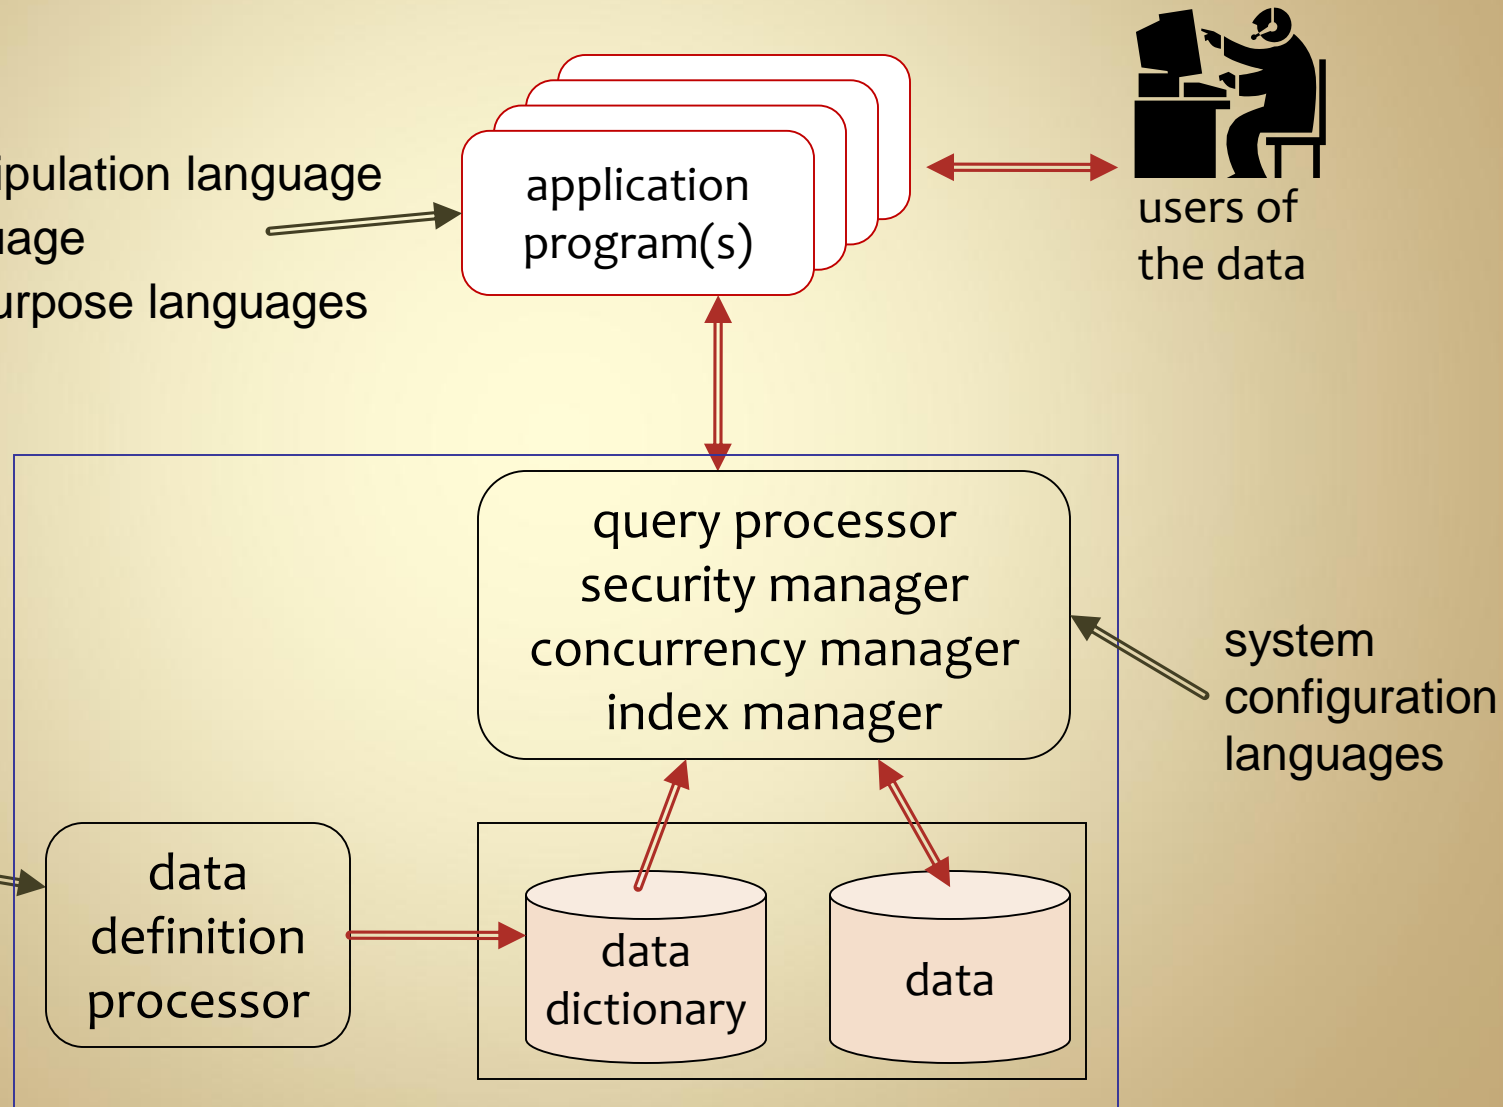 ipulation language
uage
urpose languages
application
program(s)
users of
the data
query processor
security manager
concurrency manager
index manager
system
configuration
languages
data
definition
processor
data
dictionary
data